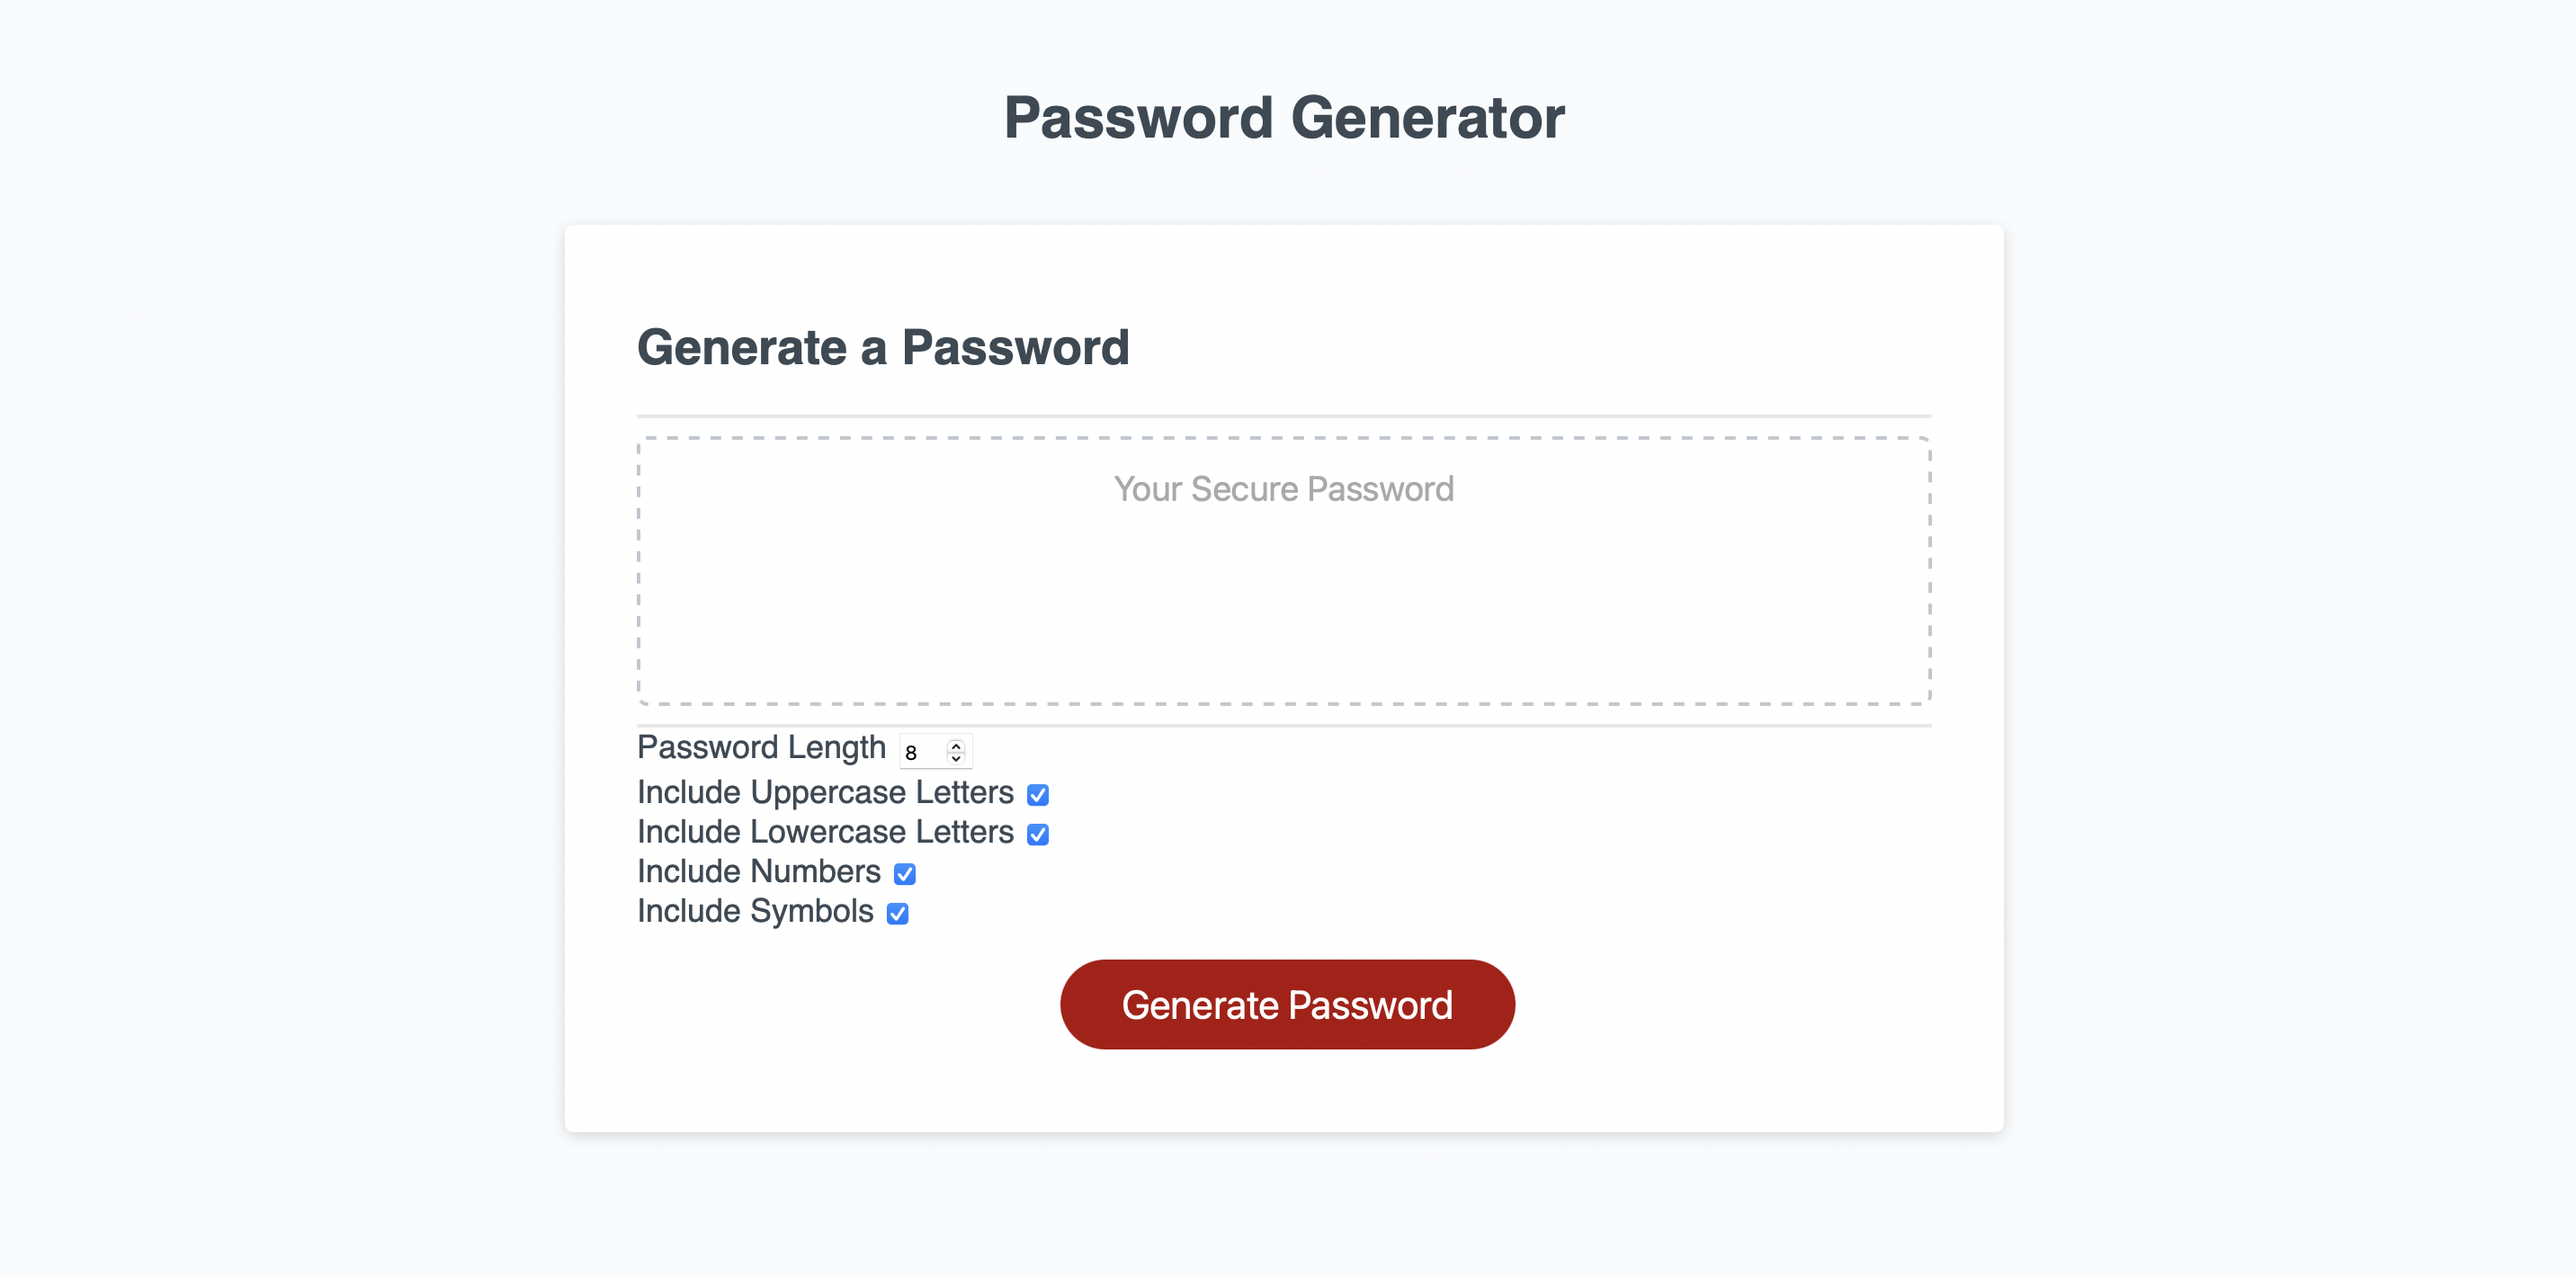 Password Generator
Generate a Password
Your Secure Password
Password Length 8
Include Uppercase Letters
Include Lowercase Letters
Include Numbers
Include Symbols
Generate Password